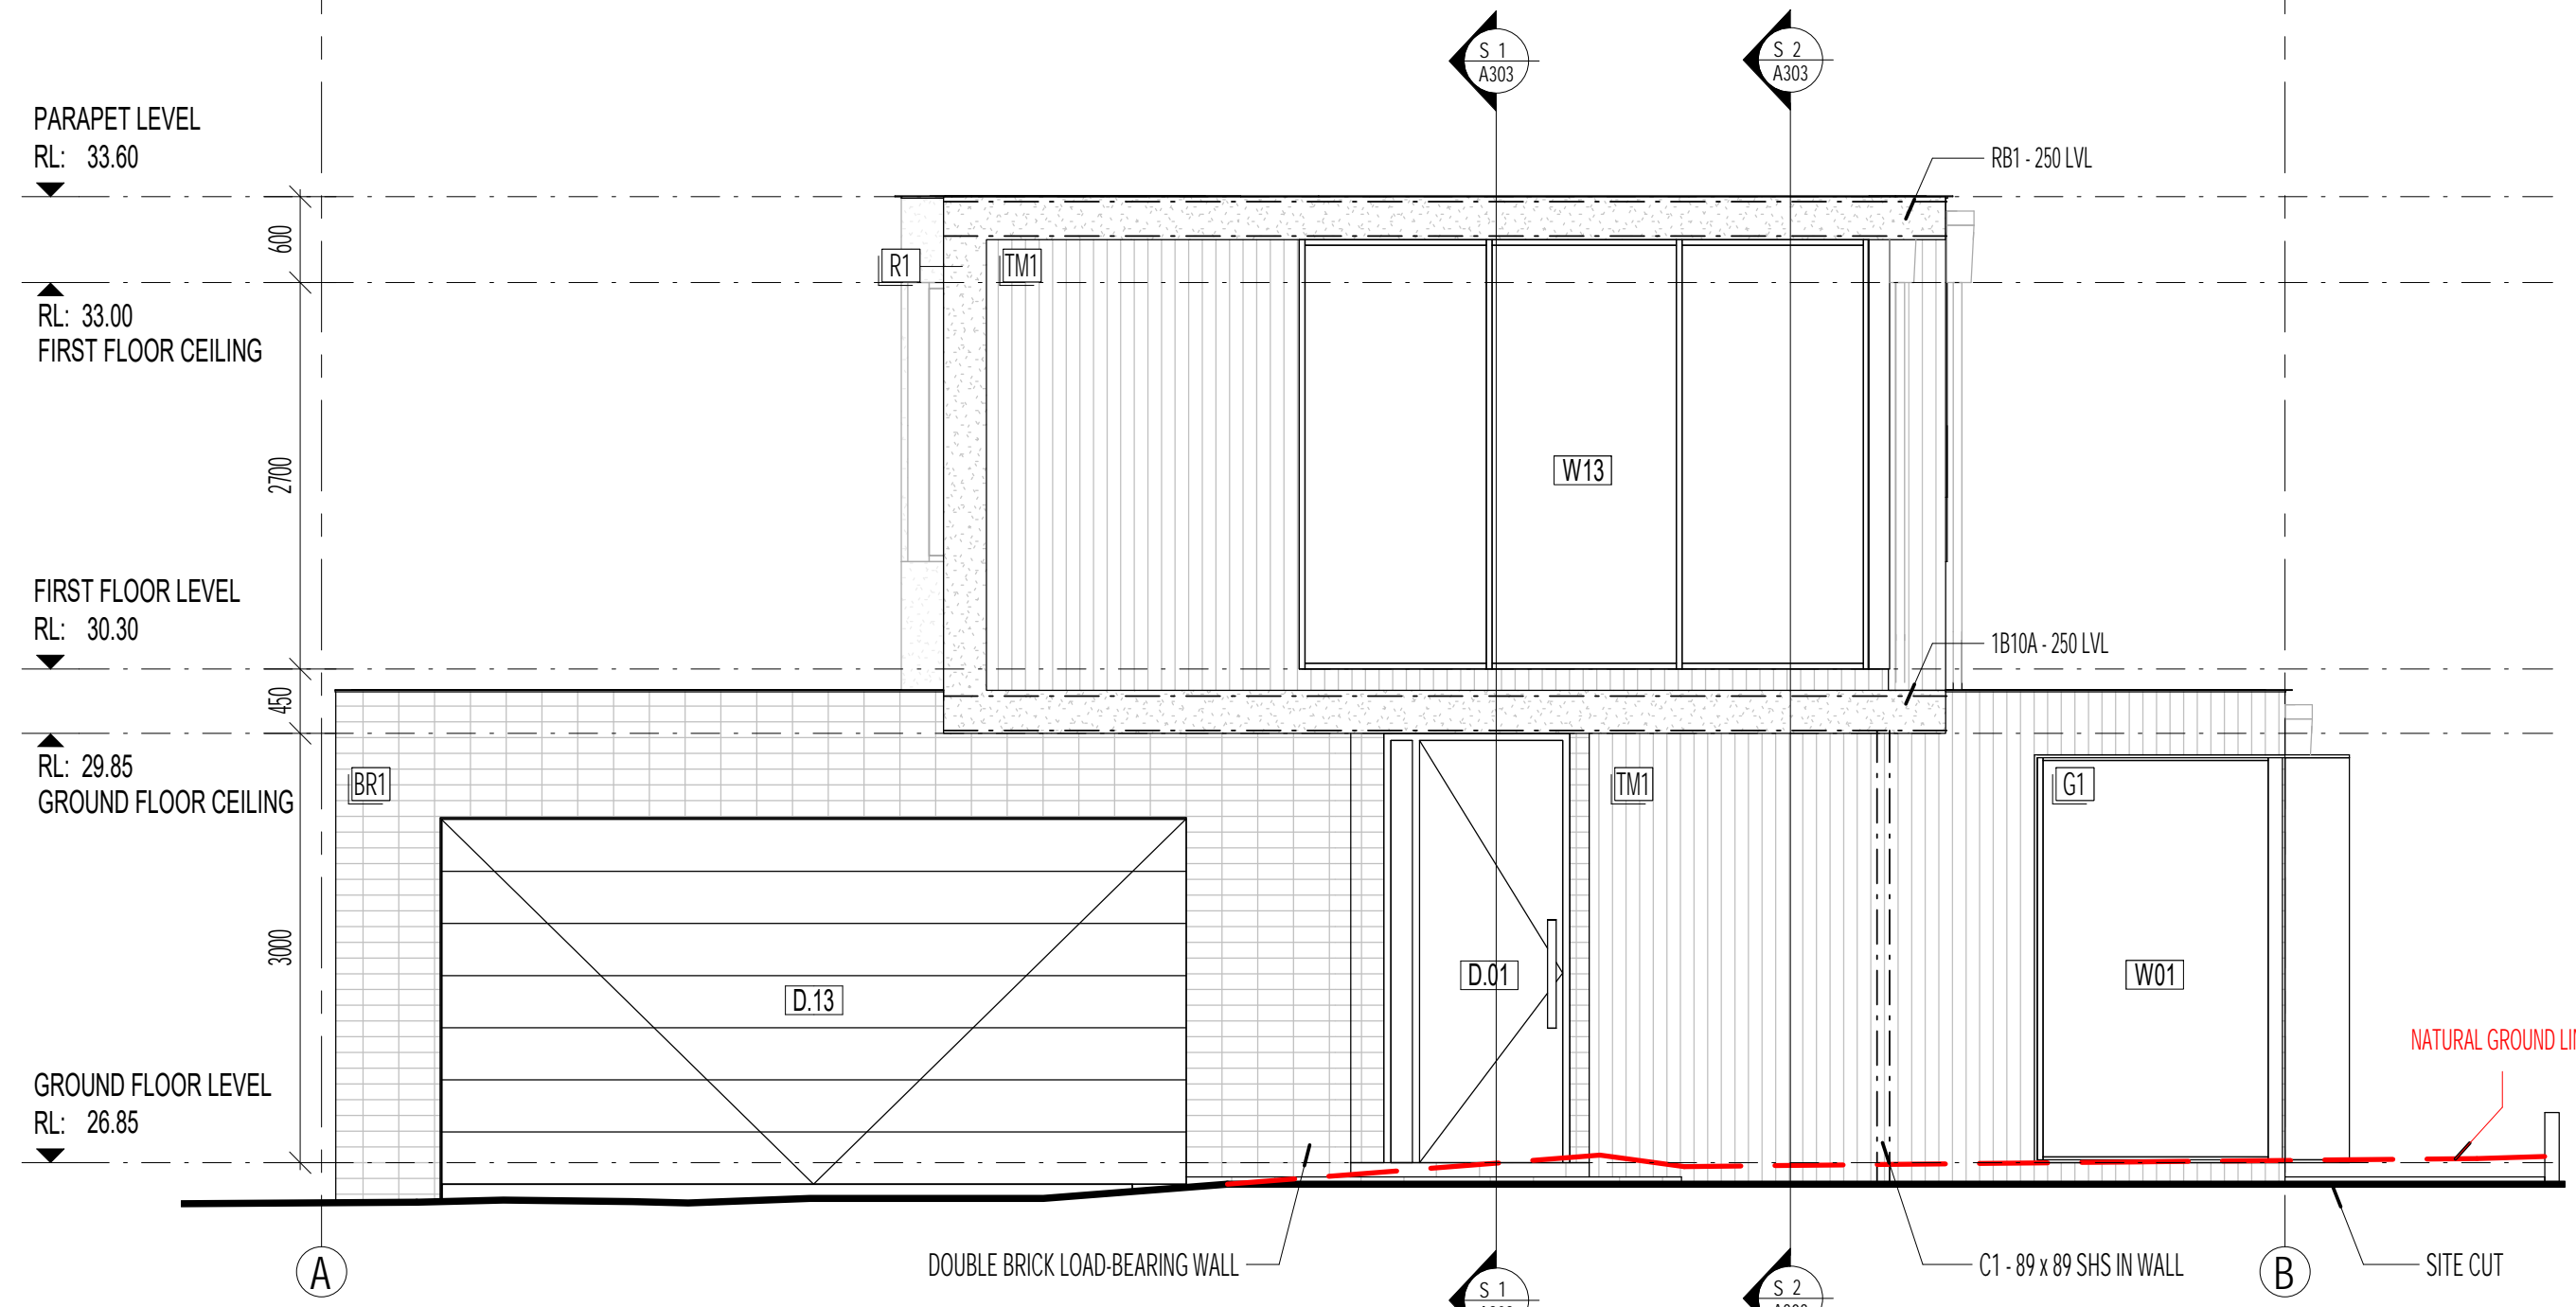 S 1
A303
S 2
A303
PARAPET LEVEL
RL: 33.60
RB1 - 250 LVL
600
R1
TM1
RL: 33.00
FIRST FLOOR CEILING
2700
W13
FIRST FLOOR LEVEL
RL: 30.30
1B10A - 250 LVL
450
RL: 29.85
GROUND FLOOR CEILING
BR1
TM1
G1
3000
D.13
D.01
W01
NATURAL GROUND
GROUND FLOOR LEVEL
RL: 26.85
A
DOUBLE BRICK LOAD-BEARING WALL
C1 - 89 x 89 SHS IN WALL
B
SITE CUT
S 1
S 2